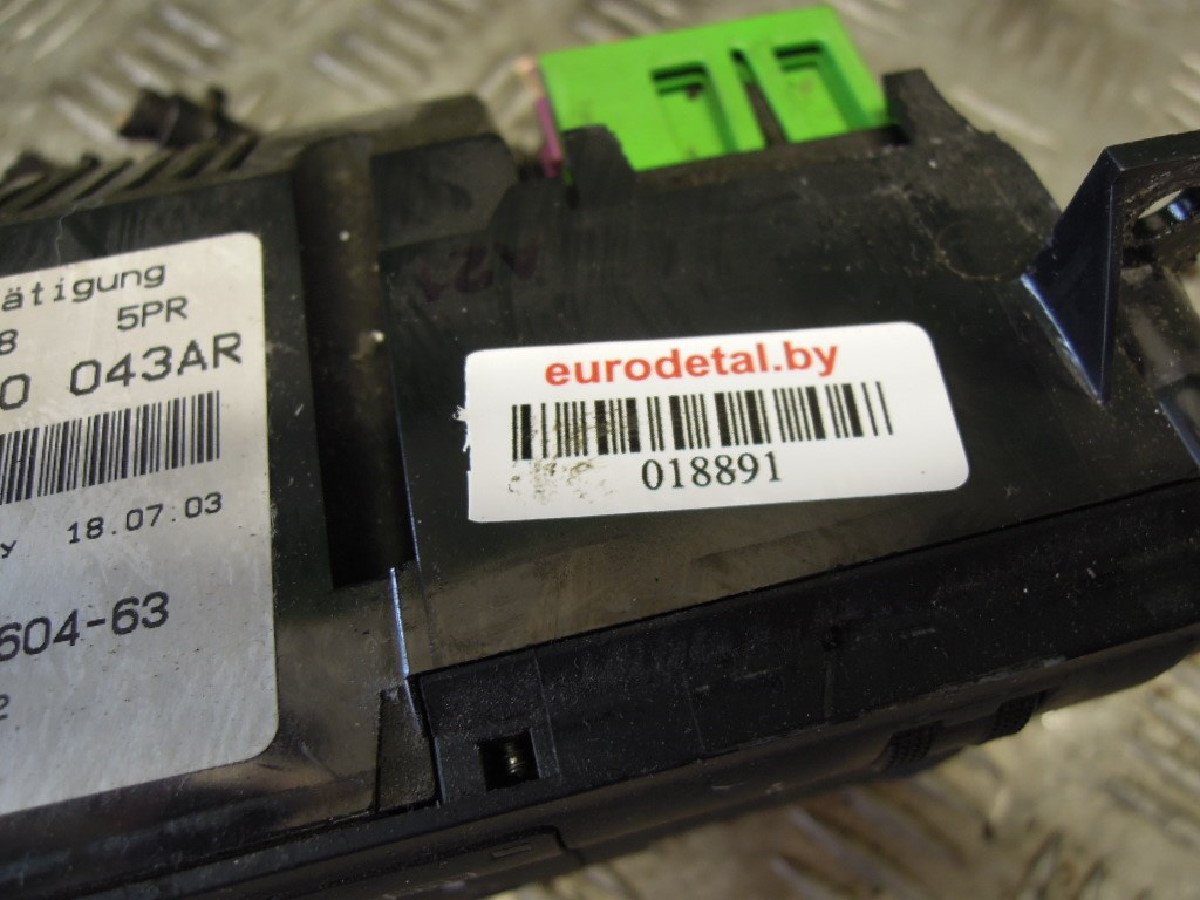 ätigung
8 5PR
0 043AR
y 18.07.03
604-63
2
eurodetal.by
018891